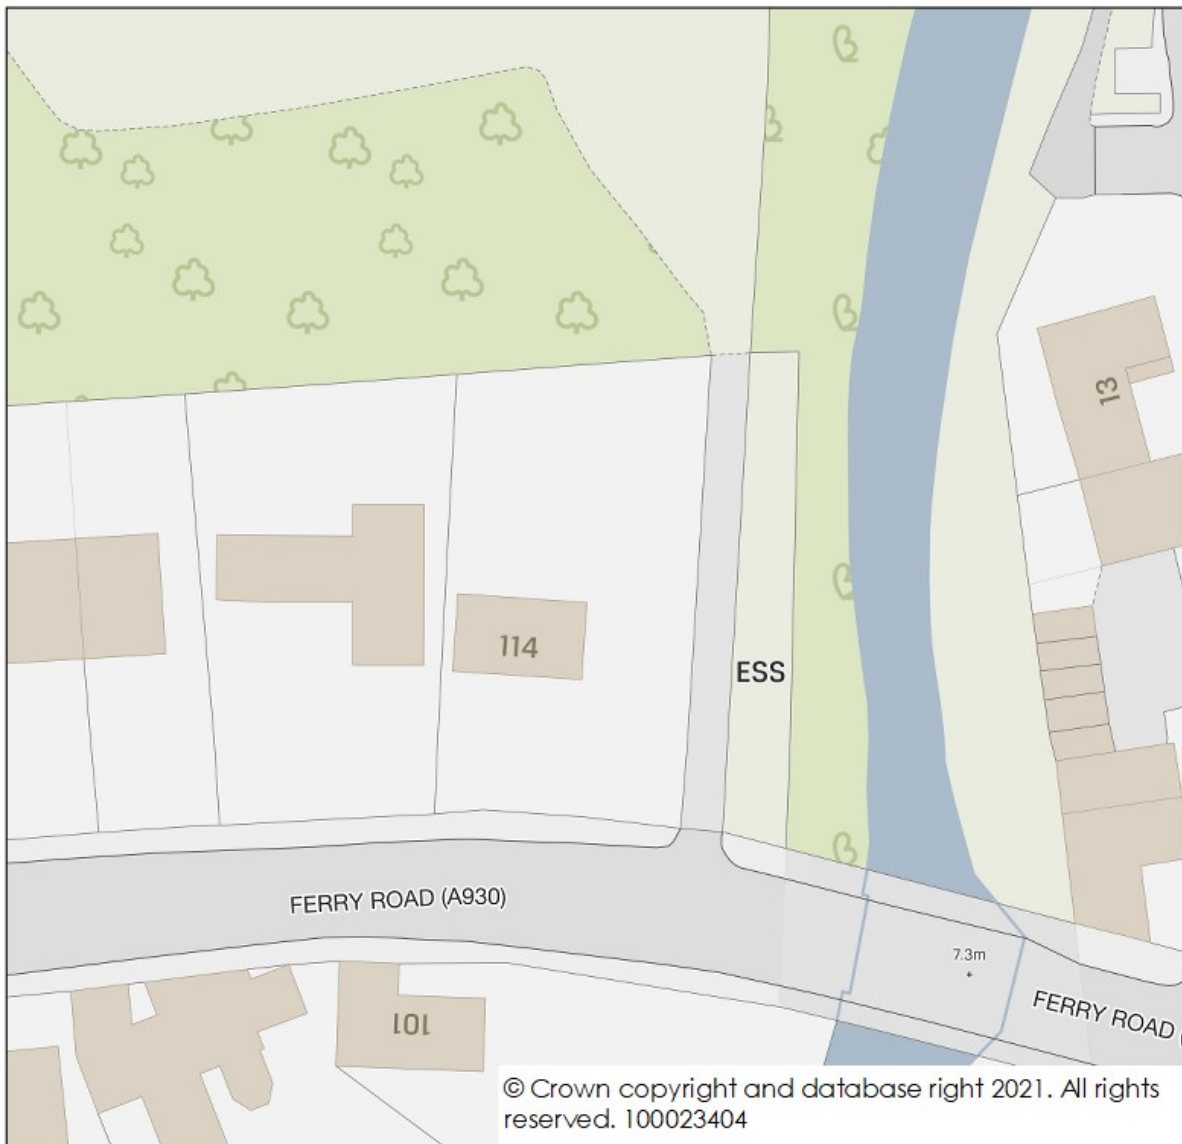 13
114
ESS
FERRY ROAD (A930)
7.3m
FERRY ROAD (
101
© Crown copyright and database right 2021. All rights
reserved. 100023404